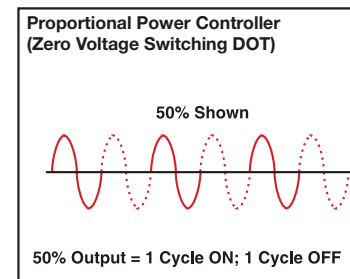 Proportional Power Controller
(Zero Voltage Switching DOT)
50% Shown
50% Output = 1 Cycle ON; 1 Cycle OFF